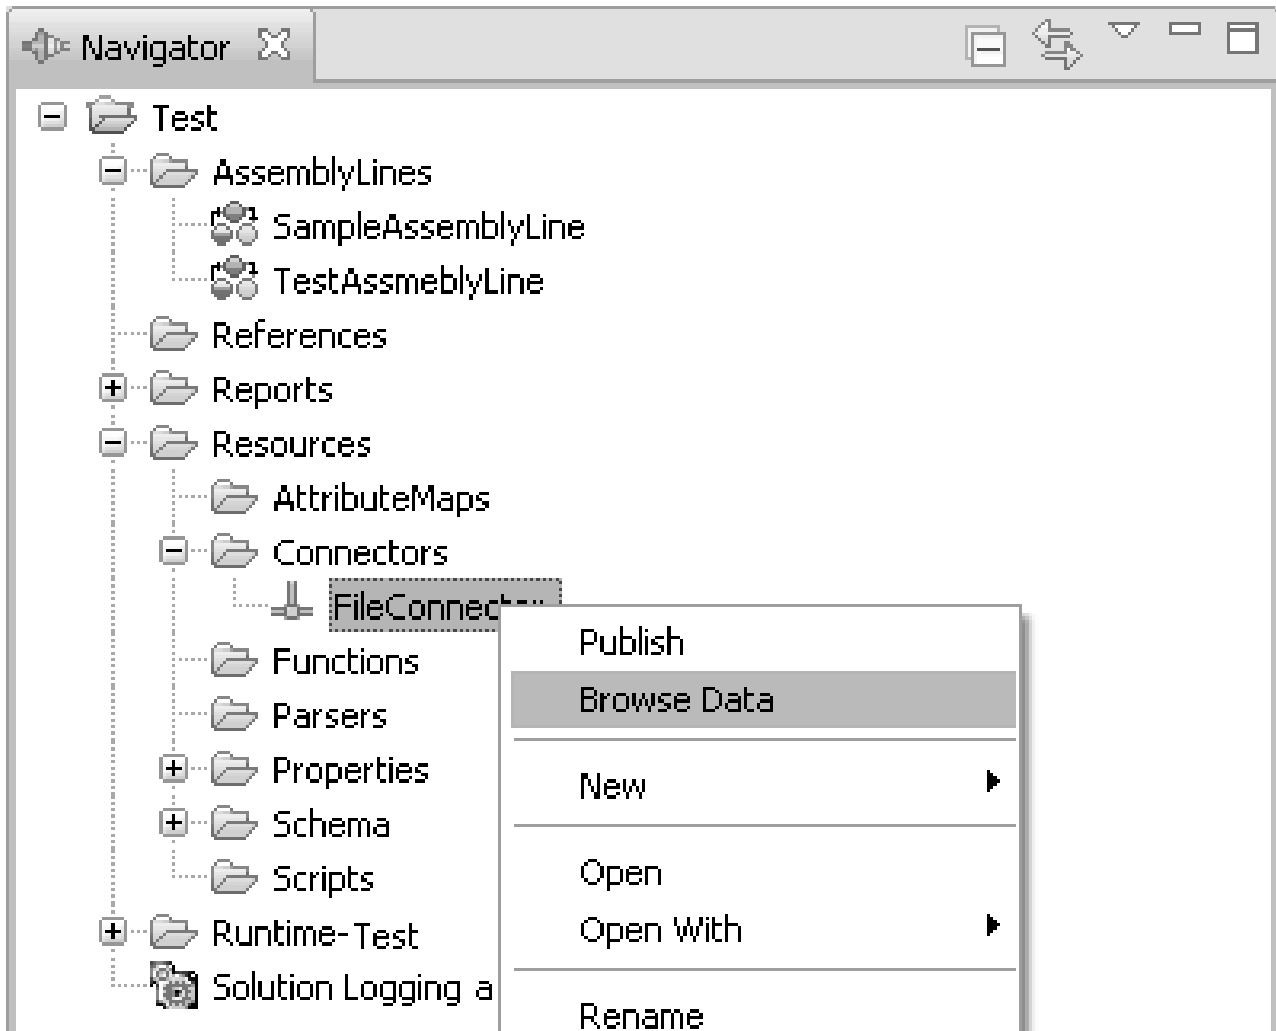 Navigator
Test
AssemblyLines
SampleAssemblyLine
TestAssmeblyLine
References
Reports
Resources
AttributeMaps
Connectors
FileConnector
Publish
Functions
Browse Data
Parsers
Properties
New
Schema
Open
Scripts
Open With
Runtime-Test
Solution Logging a
Rename